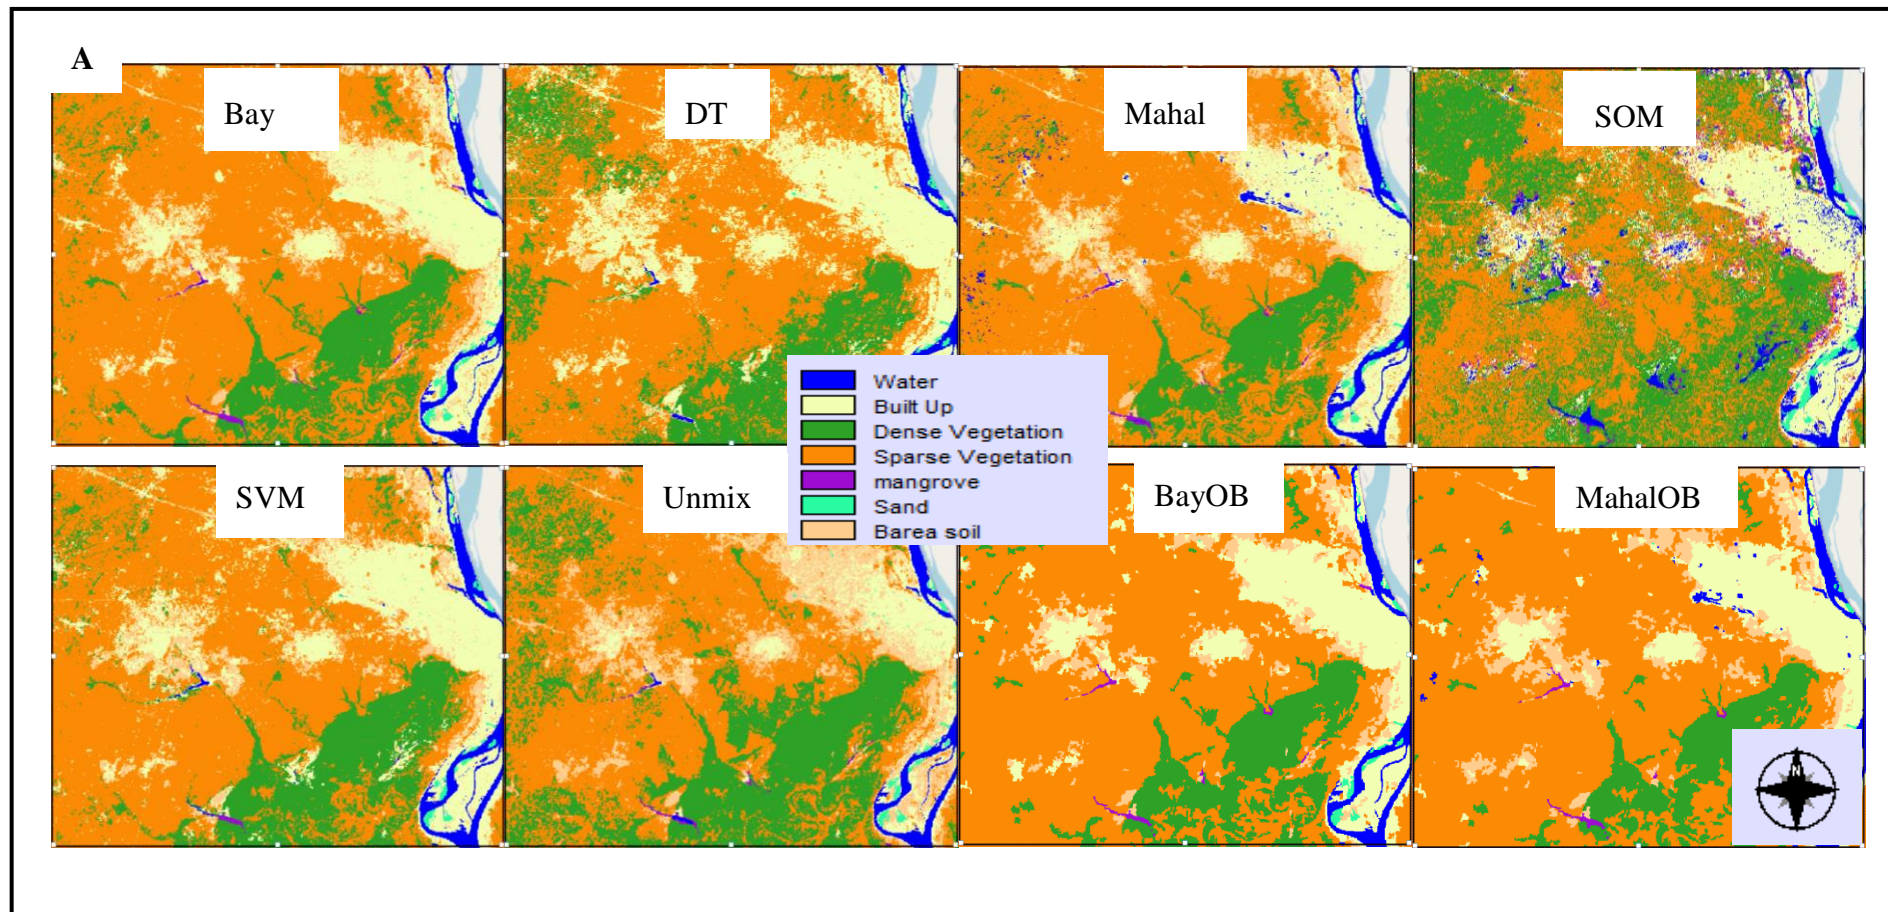 A
Bay
DT
Mahal
SOM
Water
Built Up
Dense Vegetation
Sparse Vegetation
mangrove
Sand
Barea soil
SVM
Unmix
BayOB
MahalOB
N